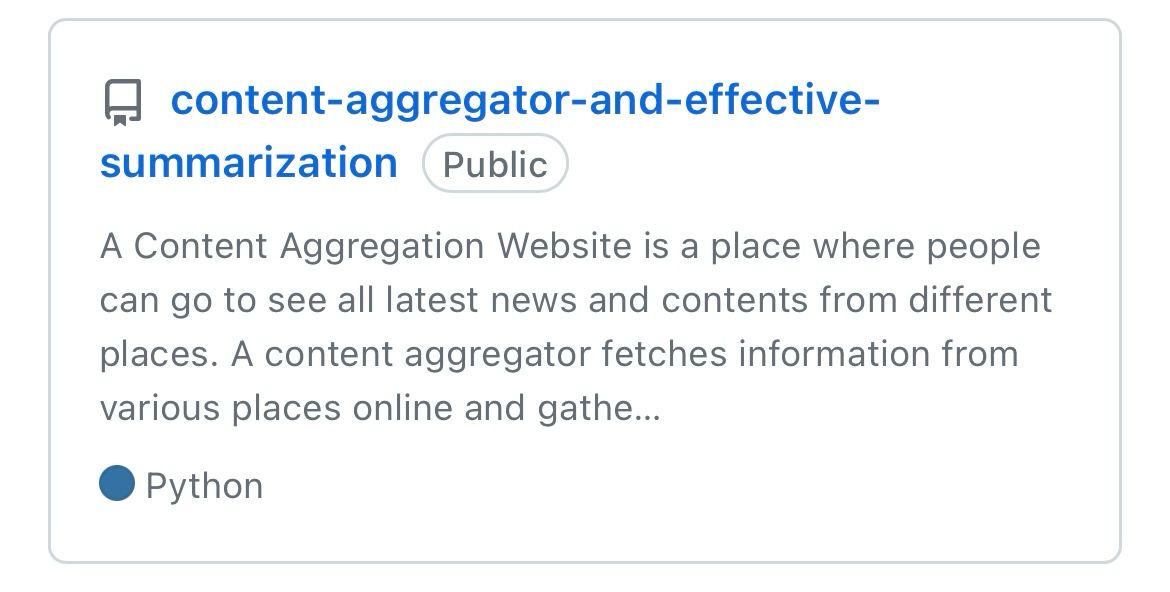 content-aggregator-and-effective-
summarization Public
A Content Aggregation Website is a place where people
can go to see all latest news and contents from different
places. A content aggregator fetches information from
various places online and gathe...
Python